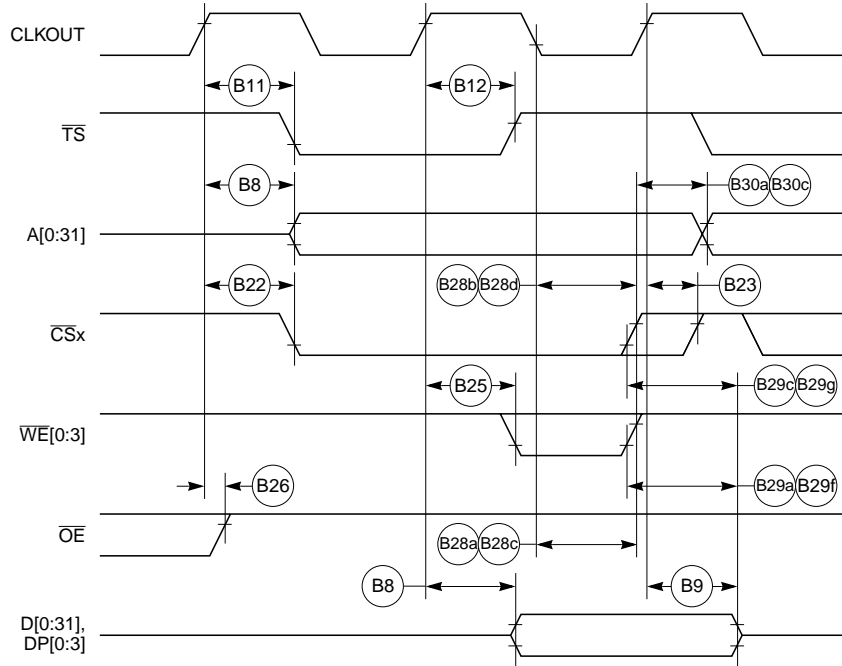 CLKOUT
B11
B12
TS
B8
B30a B30c
A[0:31]
B22
B28b B28d
B23
CSx
B25
B29c B29g
WE[0:3]
B26
B29a B29f
OE
B28a B28c
B8
B9
D[0:31],
DP[0:3]